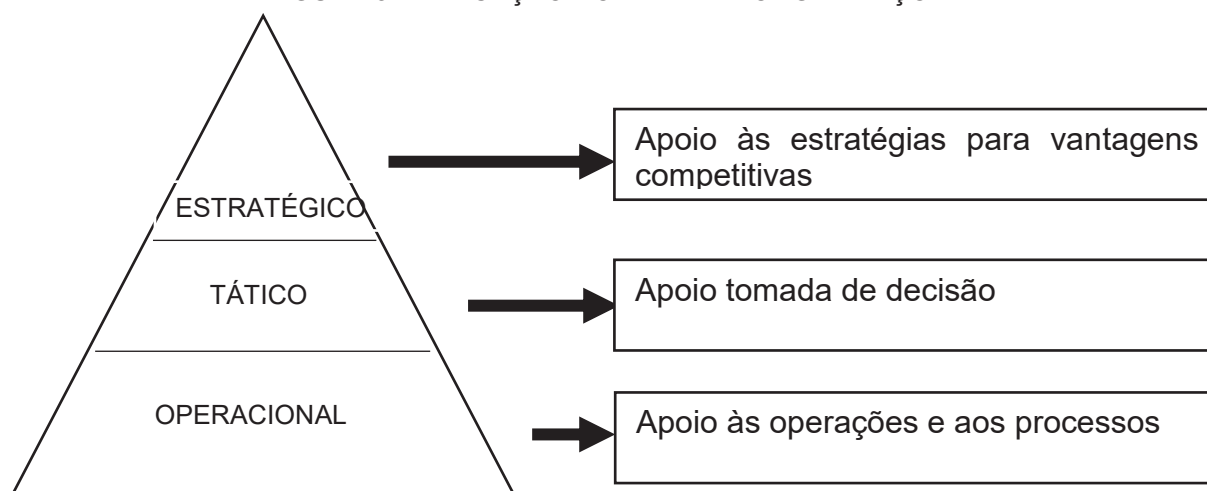 ESTRATÉGICO
TÁTICO
OPERACIONAL
Apoio às estratégias para vantagens
competitivas
Apoio tomada de decisão
Apoio às operações e aos processos